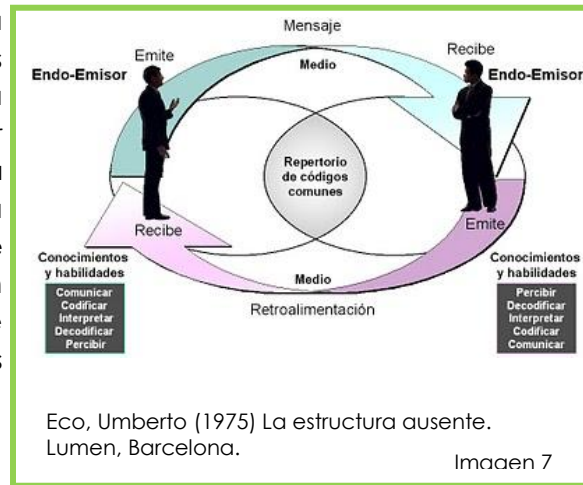 Mensaje
Emite
Recibe
Medio
Endo-Emisor
Endo-Emisor
Repertorio
de códigos
comunes
Recibe
Emite
Conocimientos
y habilidades
Comunicar
Codificar
Interpretar
Decodificar
Percibir
Medio
Retroalimentación
Conocimientos
y habilidades
Percibir
Decodificar
Interpretar
Codificar
Comunicar
Eco, Umberto (1975) La estructura ausente.
Lumen, Barcelona.
Imagen 7